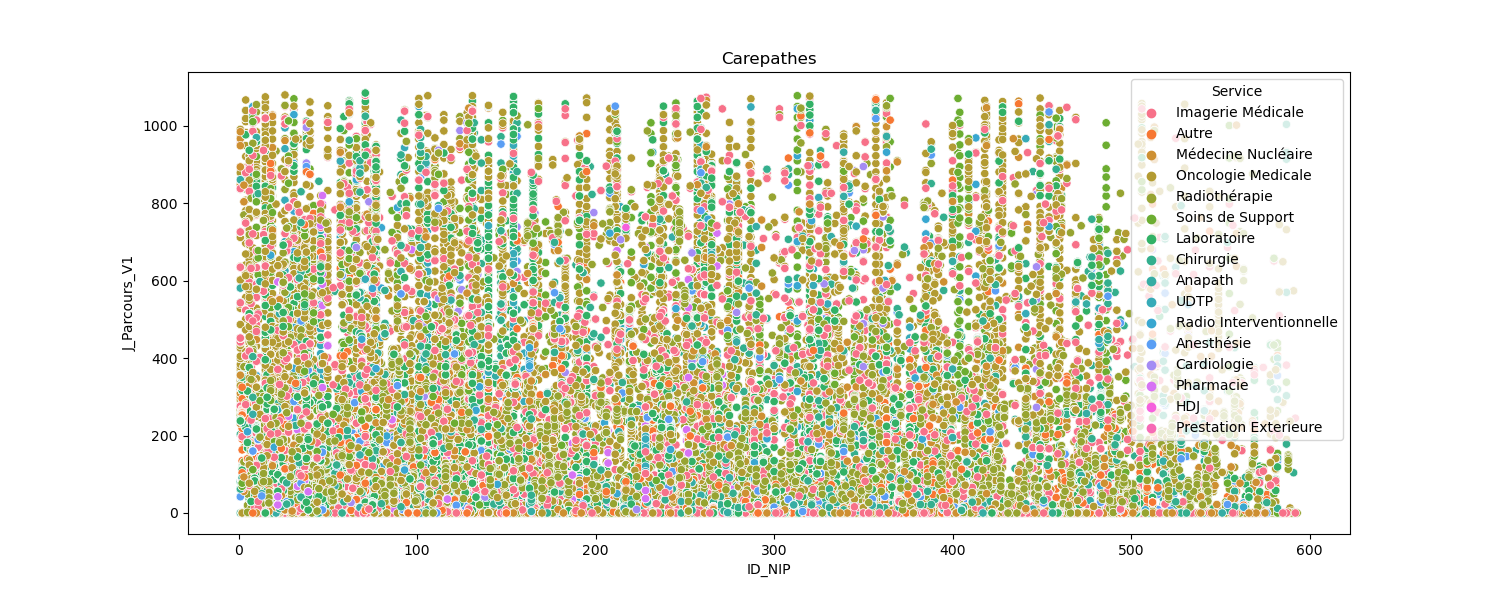 Carepathes
J_Parcours_V1
1000
800
600
400
200
0
0 100 200 300 400 500 600
ID_NIP
Service
Imagerie Médicale
Autre
Médecine Nucléaire
Oncologie Medicale
Radiothérapie
Soins de Support
Laboratoire
Chirurgie
Anapath
UDTP
Radio Interventionnelle
Anesthésie
Cardiologie
Pharmacie
HDJ
Prestation Exterieure